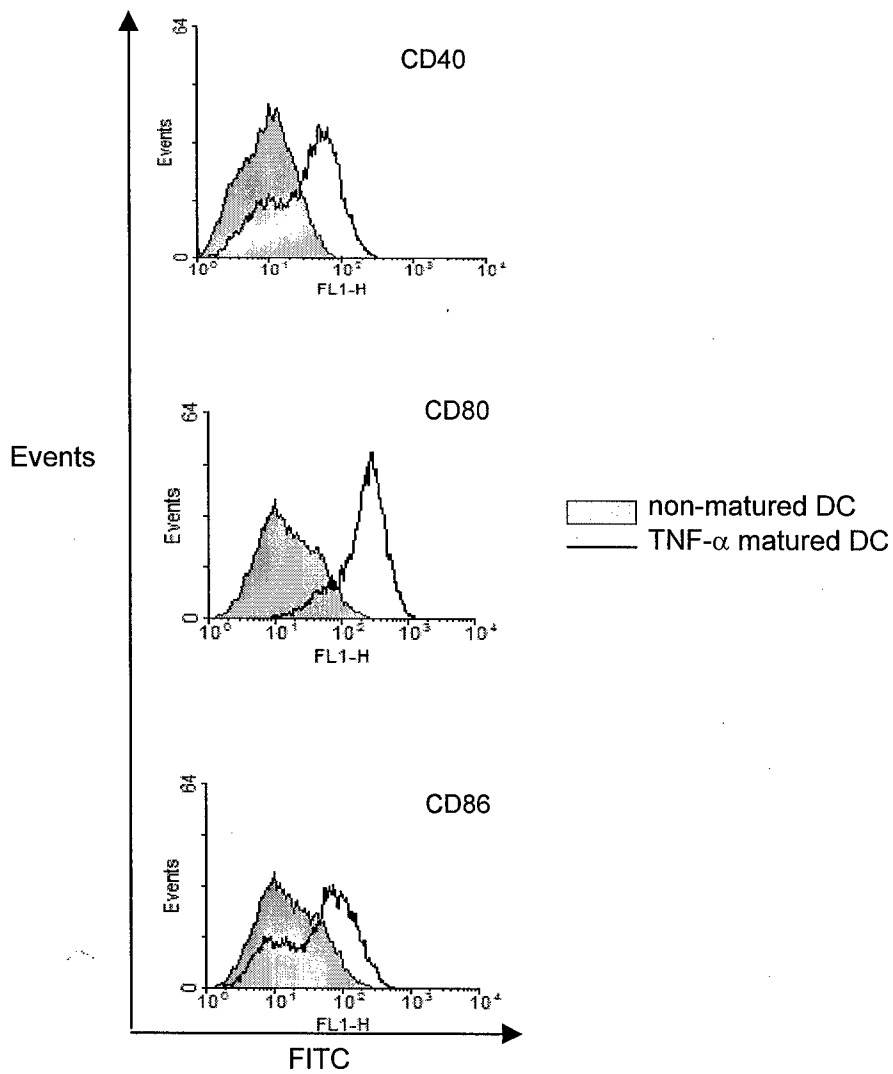 64
CD40
Events
0
10⁰ 10¹ 10² 10³ 10⁴
FL1-H
64
CD80
Events
Events
0
10⁰ 10¹ 10² 10³ 10⁴
FL1-H
non-matured DC
TNF-α matured DC
64
CD86
Events
0
10⁰ 10¹ 10² 10³ 10⁴
FL1-H
FITC